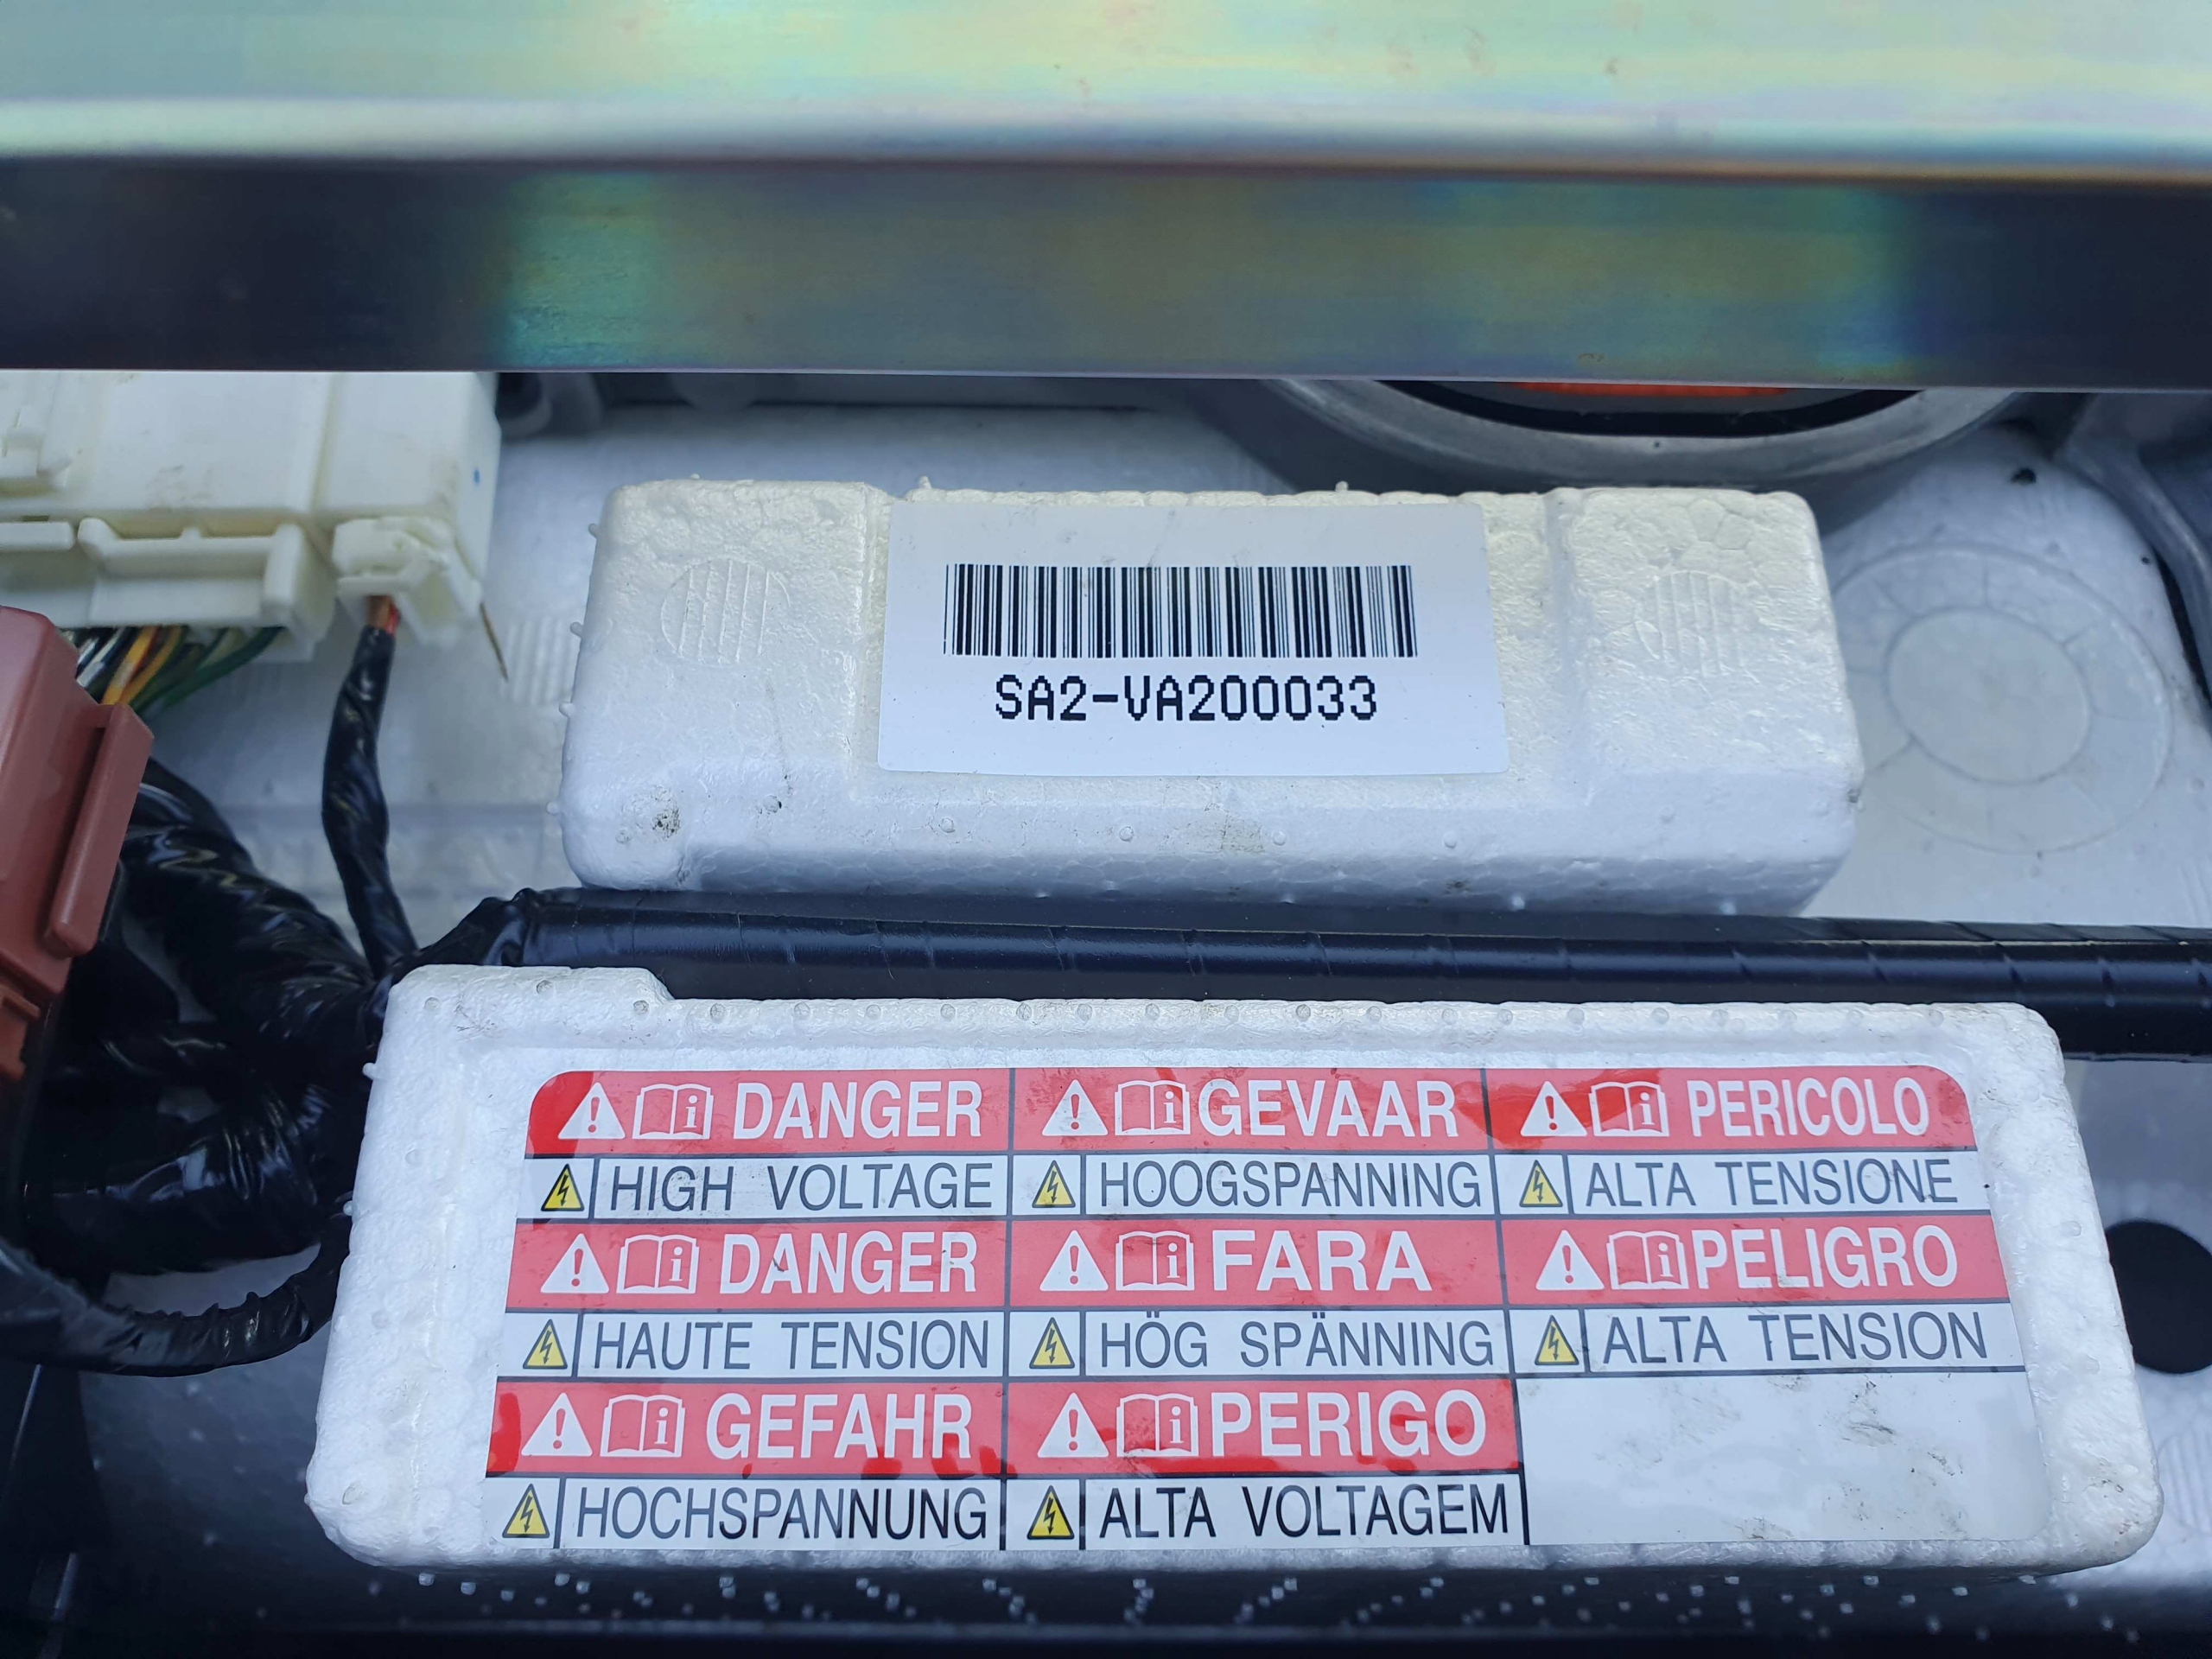 SA2-VA200033
DANGER GEVAAR PERICOLO
HIGH VOLTAGE HOOGSPANNING ALTA TENSIONE
DANGER FARA PELIGRO
HAUTE TENSION HÖG SPÄNNING ALTA TENSION
GEFAHR PERIGO
HOCHSPANNUNG ALTA VOLTAGEM